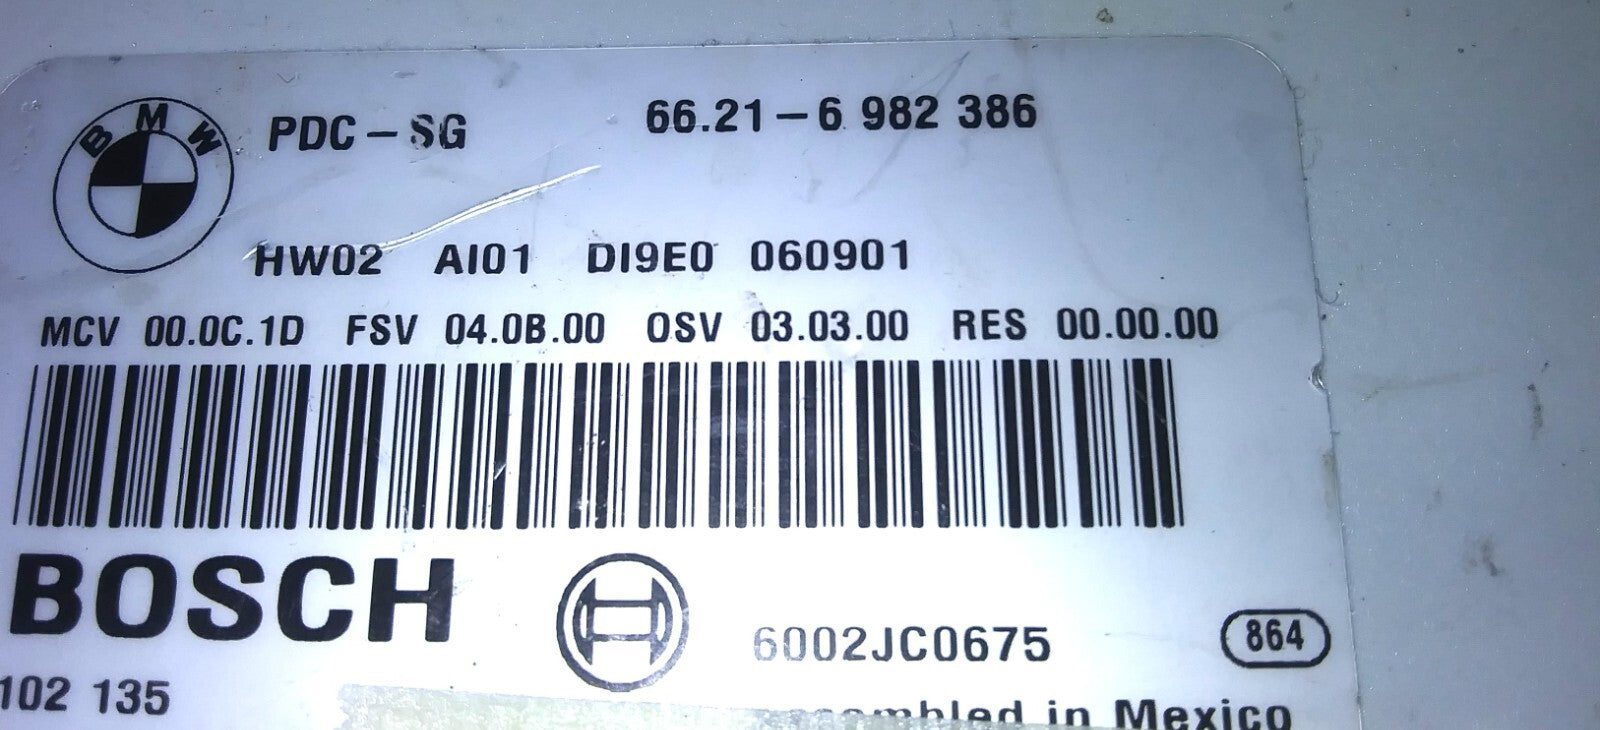 BMW PDC-SG 66.21-6 982 386
HW02 AI01 DI9E0 060901
MCV 00.0C.1D FSV 04.0B.00 OSV 03.03.00 RES 00.00.00
BOSCH 6002JC0675 864
102 135
in Mexico